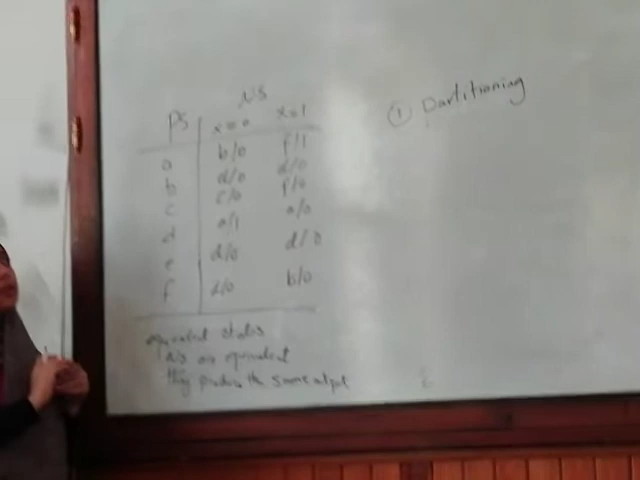 NS
PS x=0 x=1
a b/0 f/1
b d/0 d/0
c c/0 f/0
d a/1 a/0
e d/0 d/0
f b/0
① Partitioning
equivalent states
are equivalent
they produce the same output